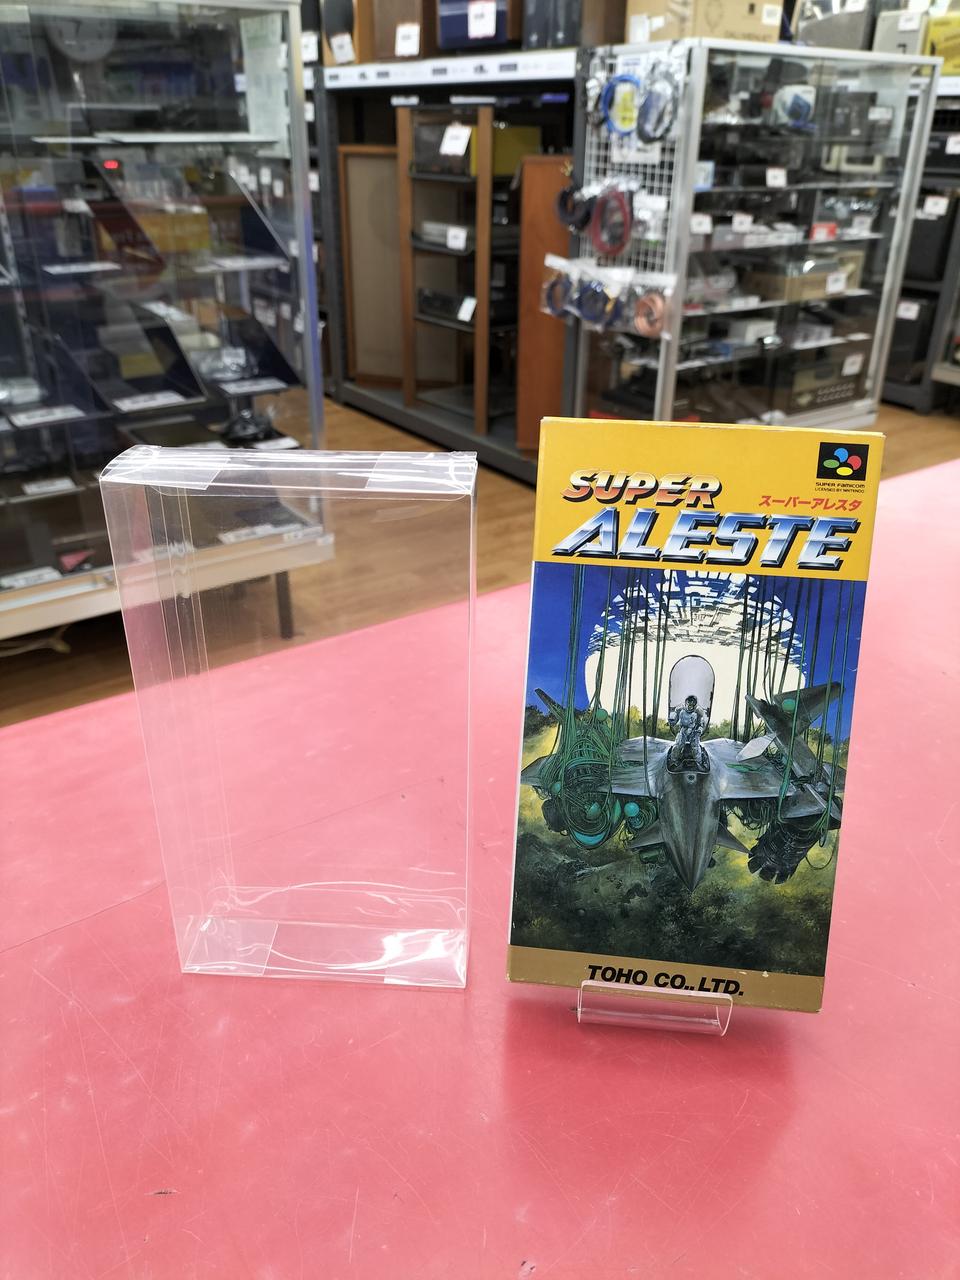 SUPER FAMICOM
LICENSED BY NINTENDO
SUPER
スーパーアレスタ
ALESTE
TOHO CO., LTD.